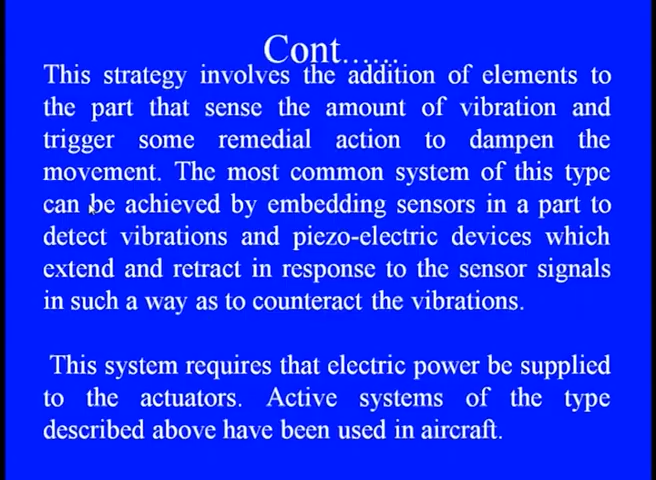 Cont......
This strategy involves the addition of elements to
the part that sense the amount of vibration and
trigger some remedial action to dampen the
movement. The most common system of this type
can be achieved by embedding sensors in a part to
detect vibrations and piezo-electric devices which
extend and retract in response to the sensor signals
in such a way as to counteract the vibrations.
This system requires that electric power be supplied
to the actuators. Active systems of the type
described above have been used in aircraft.